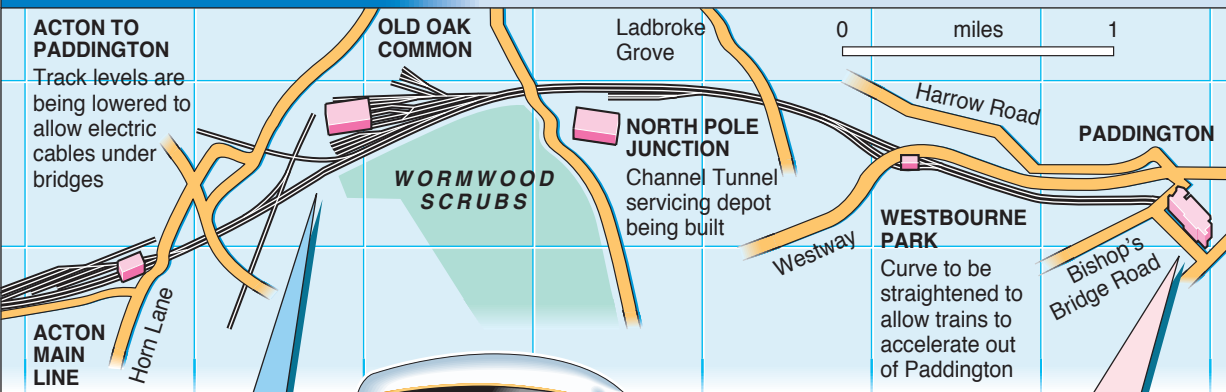 ACTON TO
PADDINGTON
Track levels are
being lowered to
allow electric
cables under
bridges
OLD OAK
COMMON
Ladbroke
Grove
0 miles 1
Harrow Road
PADDINGTON
NORTH POLE
JUNCTION
Channel Tunnel
servicing depot
being built
WORMWOOD
SCRUBS
Westway
WESTBOURNE
PARK
Curve to be
straightened to
allow trains to
accelerate out
of Paddington
Bishop's
Bridge Road
Horn Lane
ACTON
MAIN
LINE